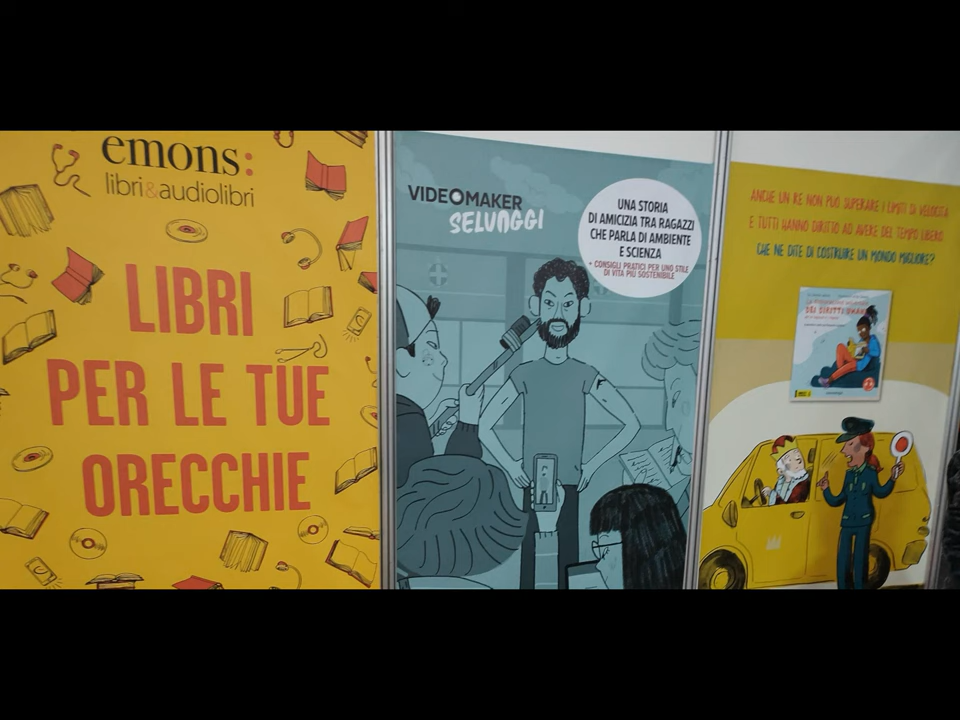 emons:
libri&audiolibri
LIBRI
PER LE TUE
ORECCHIE
VIDEOMAKER
SELVAGGI
UNA STORIA
DI AMICIZIA TRA RAGAZZI
CHE PARLA DI AMBIENTE
E SCIENZA
+ CONSIGLI PRATICI PER UNO STILE
DI VITA PIÙ SOSTENIBILE
ANCHE UN RE NON PUÒ SUPERARE I LIMITI DI VELOCITÀ
E TUTTI HANNO DIRITTO AD AVERE DEL TEMPO LIBERO
CHE NE DITE DI COSTRUIRE UN MONDO MIGLIORE?
DEI DIRITTI UMANI